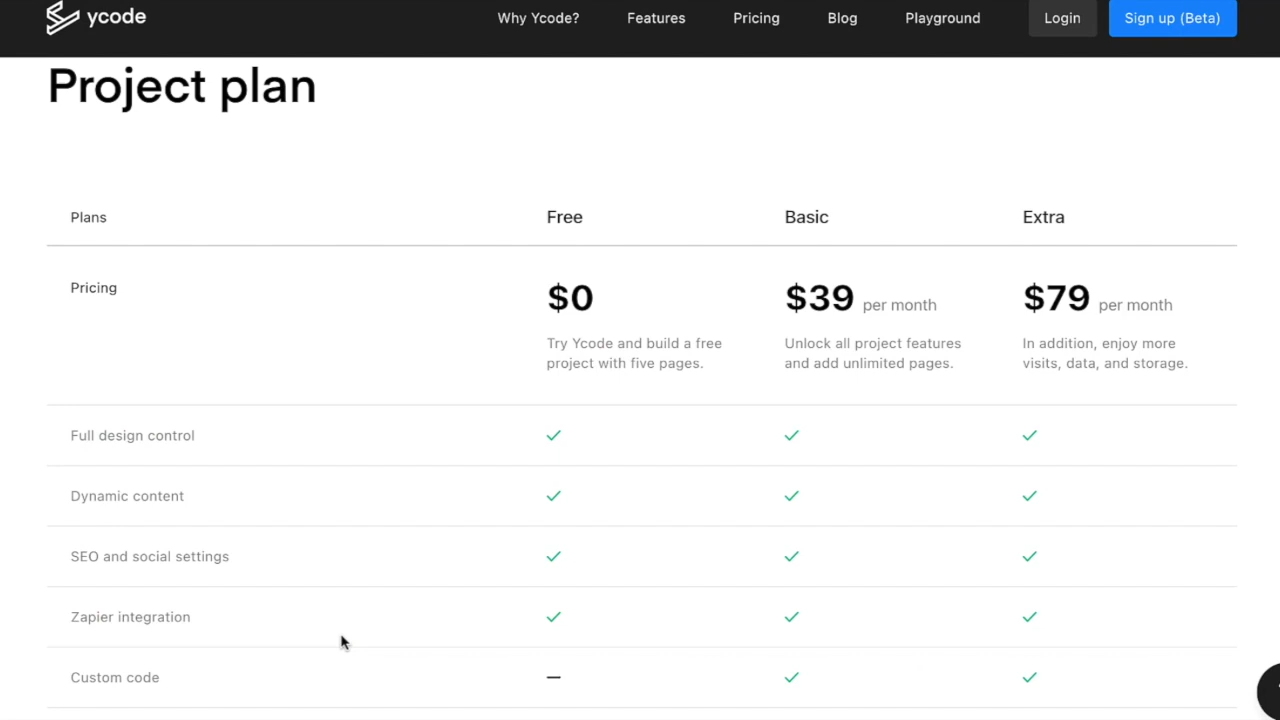 ycode
Why Ycode?
Features
Pricing
Blog
Playground
Login
Sign up (Beta)
Project plan
Plans
Free
Basic
Extra
Pricing
$0
$39 per month
$79 per month
Try Ycode and build a free
project with five pages.
Unlock all project features
and add unlimited pages.
In addition, enjoy more
visits, data, and storage.
Full design control
Dynamic content
SEO and social settings
Zapier integration
Custom code